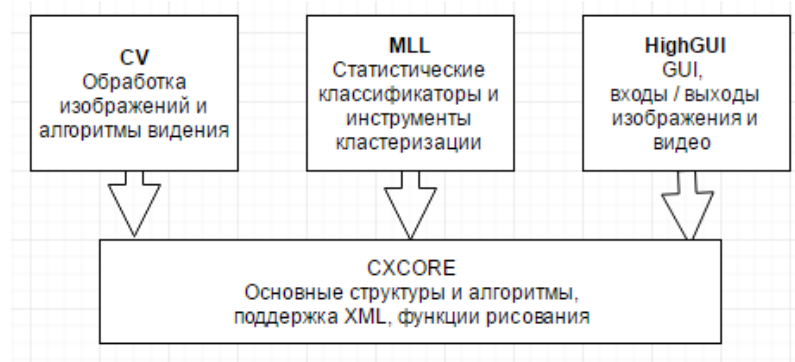 CV
Обработка
изображений и
алгоритмы видения
MLL
Статистические
классификаторы и
инструменты
кластеризации
HighGUI
GUI,
входы / выходы
изображения и
видео
CXCORE
Основные структуры и алгоритмы,
поддержка XML, функции рисования